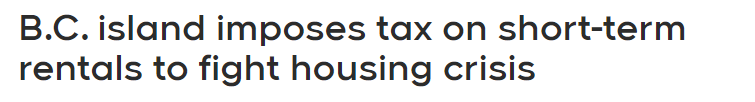 B.C. island imposes tax on short-term
rentals to fight housing crisis